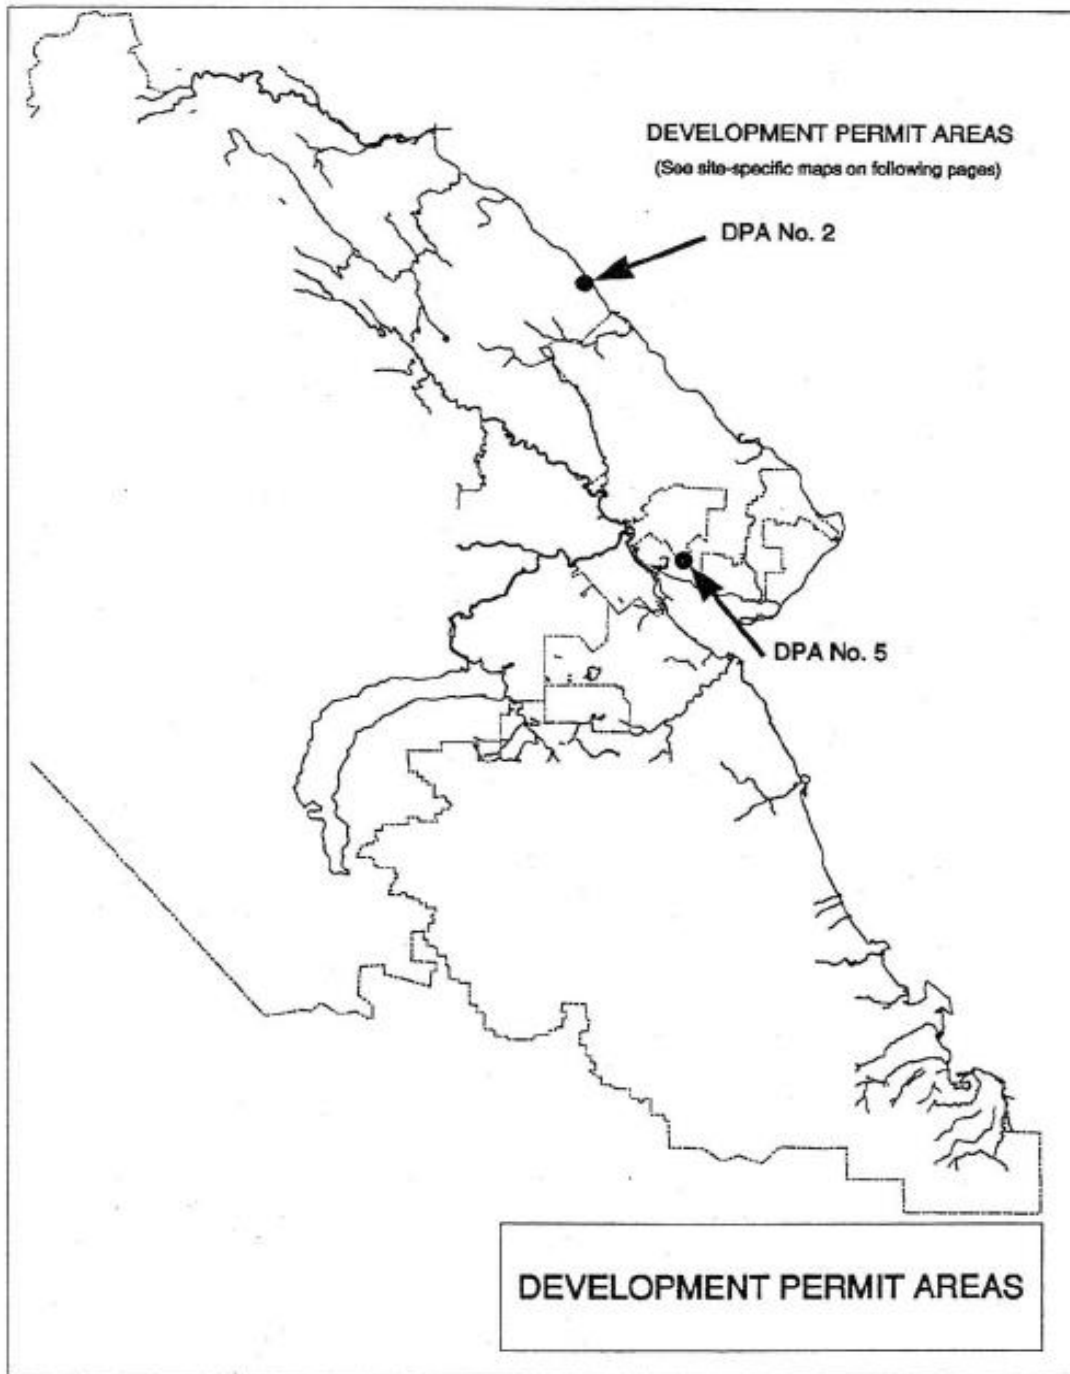 DEVELOPMENT PERMIT AREAS
(See site-specific maps on following pages)
DPA No. 2
DPA No. 5
DEVELOPMENT PERMIT AREAS